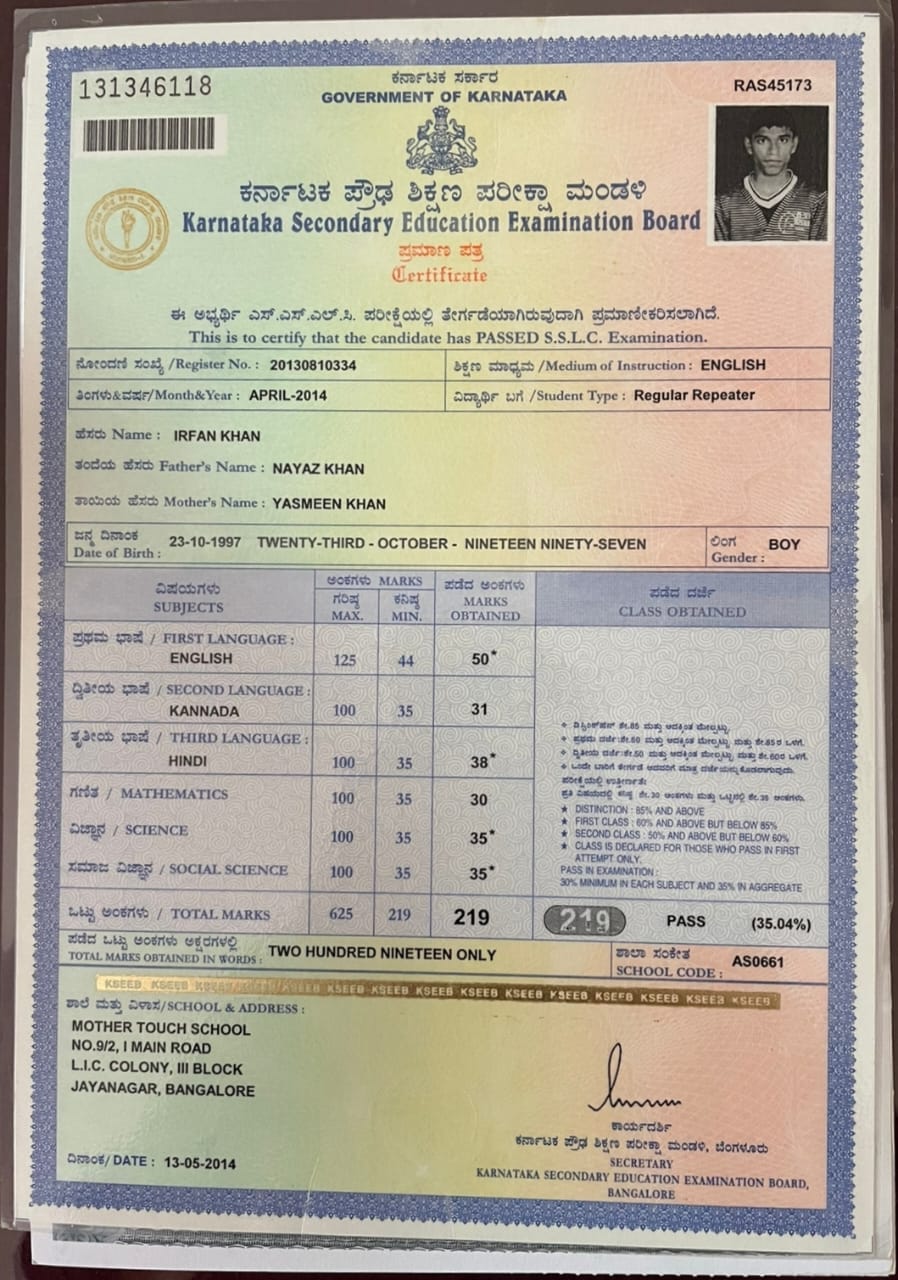 131346118
ಕರ್ನಾಟಕ ಸರ್ಕಾರ
GOVERNMENT OF KARNATAKA
RAS45173
ಕರ್ನಾಟಕ ಪ್ರೌಢ ಶಿಕ್ಷಣ ಪರೀಕ್ಷಾ ಮಂಡಳಿ
Karnataka Secondary Education Examination Board
ಪ್ರಮಾಣ ಪತ್ರ
Certificate
ಈ ಅಭ್ಯರ್ಥಿ ಎಸ್.ಎಸ್.ಎಲ್.ಸಿ. ಪರೀಕ್ಷೆಯಲ್ಲಿ ತೇರ್ಗಡೆಯಾಗಿರುವುದಾಗಿ ಪ್ರಮಾಣೀಕರಿಸಲಾಗಿದೆ.
This is to certify that the candidate has PASSED S.S.L.C. Examination.
ನೋಂದಣಿ ಸಂಖ್ಯೆ /Register No. : 20130810334 ಶಿಕ್ಷಣ ಮಾಧ್ಯಮ /Medium of Instruction : ENGLISH
ತಿಂಗಳು&ವರ್ಷ/Month&Year : APRIL-2014 ವಿದ್ಯಾರ್ಥಿ ಬಗೆ /Student Type : Regular Repeater
ಹೆಸರು Name : IRFAN KHAN
ತಂದೆಯ ಹೆಸರು Father's Name : NAYAZ KHAN
ತಾಯಿಯ ಹೆಸರು Mother's Name : YASMEEN KHAN
ಜನ್ಮ ದಿನಾಂಕ
Date of Birth : 23-10-1997 TWENTY-THIRD - OCTOBER - NINETEEN NINETY-SEVEN
ಲಿಂಗ
Gender : BOY
ವಿಷಯಗಳು
SUBJECTS
ಅಂಕಗಳು MARKS
ಗರಿಷ್ಠ
MAX.
ಕನಿಷ್ಠ
MIN.
ಪಡೆದ ಅಂಕಗಳು
MARKS
OBTAINED
ಪಡೆದ ದರ್ಜೆ
CLASS OBTAINED
ಪ್ರಥಮ ಭಾಷೆ / FIRST LANGUAGE :
ENGLISH 125 44 50*
ದ್ವಿತೀಯ ಭಾಷೆ / SECOND LANGUAGE :
KANNADA 100 35 31
ತೃತೀಯ ಭಾಷೆ / THIRD LANGUAGE :
HINDI 100 35 38*
ಗಣಿತ / MATHEMATICS 100 35 30
ವಿಜ್ಞಾನ / SCIENCE 100 35 35*
ಸಮಾಜ ವಿಜ್ಞಾನ / SOCIAL SCIENCE 100 35 35*
★ DISTINCTION : 85% AND ABOVE
★ FIRST CLASS : 60% AND ABOVE BUT BELOW 85%
★ SECOND CLASS : 50% AND ABOVE BUT BELOW 60%
★ CLASS IS DECLARED FOR THOSE WHO PASS IN FIRST
ATTEMPT ONLY.
PASS IN EXAMINATION :
30% MINIMUM IN EACH SUBJECT AND 35% IN AGGREGATE
ಒಟ್ಟು ಅಂಕಗಳು / TOTAL MARKS 625 219 219 219 PASS (35.04%)
ಪಡೆದ ಒಟ್ಟು ಅಂಕಗಳು ಅಕ್ಷರಗಳಲ್ಲಿ
TOTAL MARKS OBTAINED IN WORDS : TWO HUNDRED NINETEEN ONLY
ಶಾಲಾ ಸಂಕೇತ
SCHOOL CODE : AS0661
KSEEB KSEEB KSEEB KSEEB KSEEB KSEEB KSEEB KSEEB KSEEB KSEEB KSEEB KSEEB KSEEB KSEEB KSEEB
ಶಾಲೆ ಮತ್ತು ವಿಳಾಸ/SCHOOL & ADDRESS :
MOTHER TOUCH SCHOOL
NO.9/2, I MAIN ROAD
L.I.C. COLONY, III BLOCK
JAYANAGAR, BANGALORE
ದಿನಾಂಕ/ DATE : 13-05-2014
ಕಾರ್ಯದರ್ಶಿ
ಕರ್ನಾಟಕ ಪ್ರೌಢ ಶಿಕ್ಷಣ ಪರೀಕ್ಷಾ ಮಂಡಳಿ, ಬೆಂಗಳೂರು
SECRETARY
KARNATAKA SECONDARY EDUCATION EXAMINATION BOARD,
BANGALORE